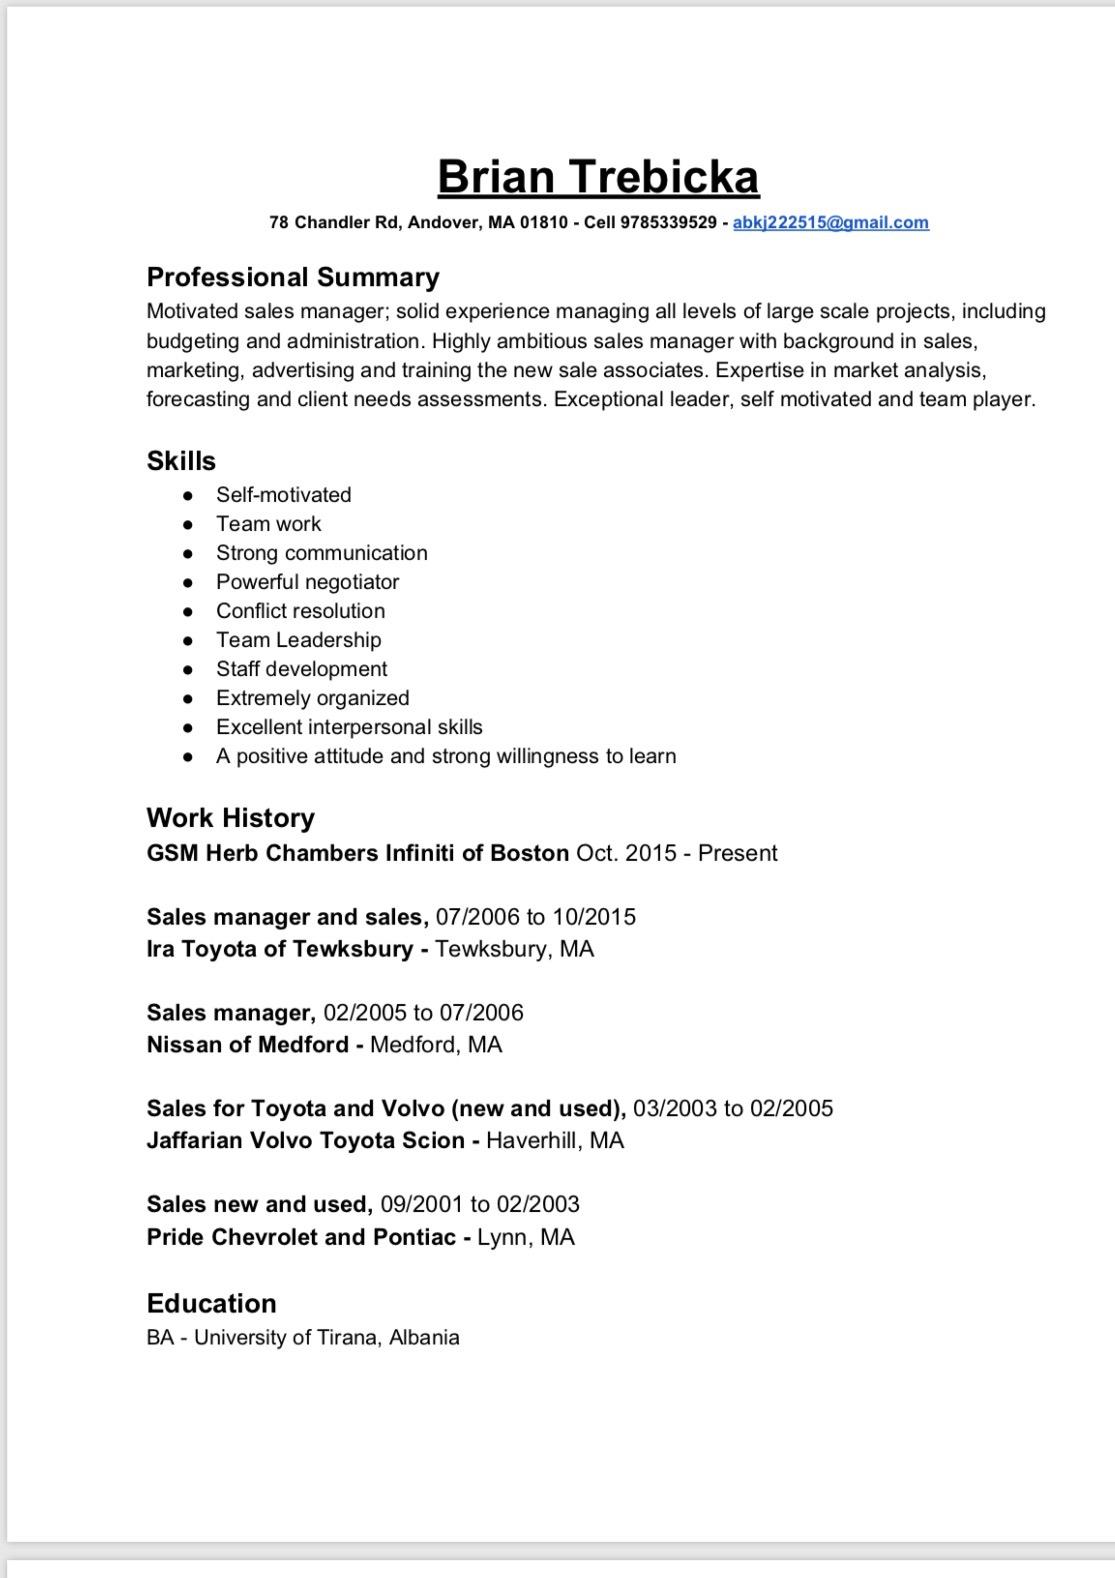 Brian Trebicka
78 Chandler Rd, Andover, MA 01810 - Cell 9785339529 - abkj222515@gmail.com
Professional Summary
Motivated sales manager; solid experience managing all levels of large scale projects, including
budgeting and administration. Highly ambitious sales manager with background in sales,
marketing, advertising and training the new sale associates. Expertise in market analysis,
forecasting and client needs assessments. Exceptional leader, self motivated and team player.
Skills
● Self-motivated
● Team work
● Strong communication
● Powerful negotiator
● Conflict resolution
● Team Leadership
● Staff development
● Extremely organized
● Excellent interpersonal skills
● A positive attitude and strong willingness to learn
Work History
GSM Herb Chambers Infiniti of Boston Oct. 2015 - Present
Sales manager and sales, 07/2006 to 10/2015
Ira Toyota of Tewksbury - Tewksbury, MA
Sales manager, 02/2005 to 07/2006
Nissan of Medford - Medford, MA
Sales for Toyota and Volvo (new and used), 03/2003 to 02/2005
Jaffarian Volvo Toyota Scion - Haverhill, MA
Sales new and used, 09/2001 to 02/2003
Pride Chevrolet and Pontiac - Lynn, MA
Education
BA - University of Tirana, Albania